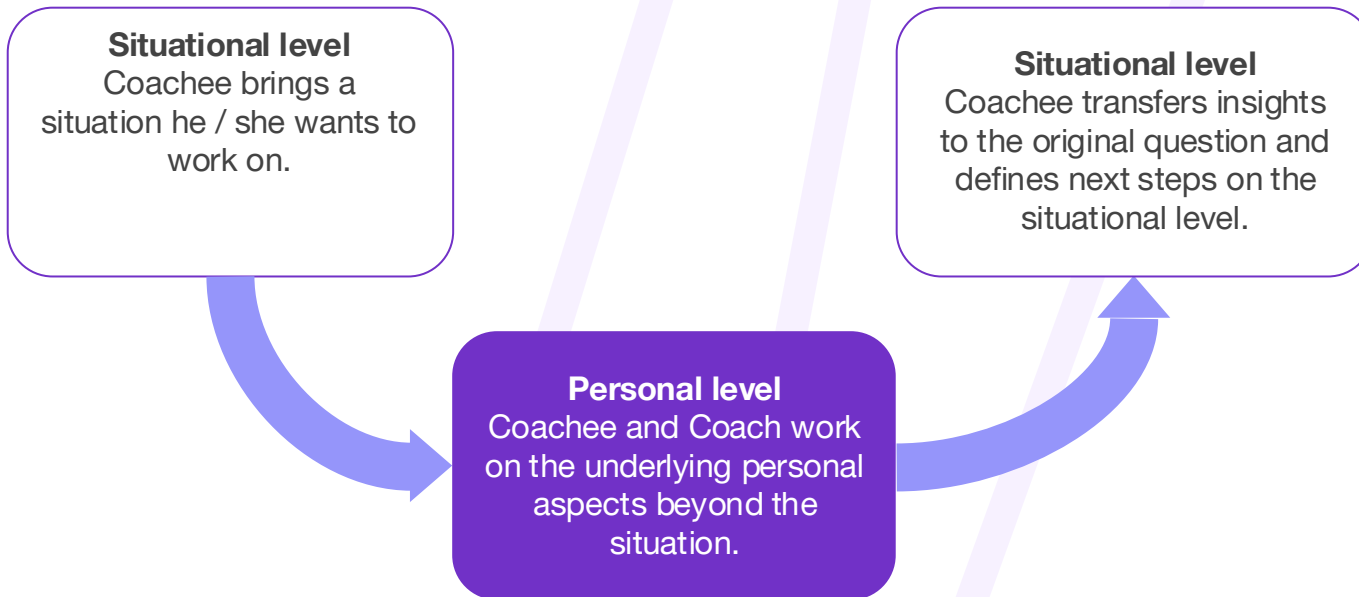 Situational level
Coachee brings a
situation he / she wants to
work on.
Situational level
Coachee transfers insights
to the original question and
defines next steps on the
situational level.
Personal level
Coachee and Coach work
on the underlying personal
aspects beyond the
situation.